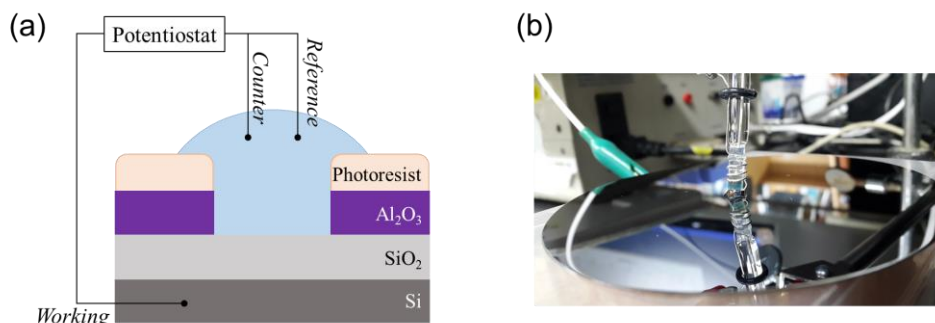 (a)
Potentiostat
Counter
Reference
Photoresist
Al₂O₃
SiO₂
Si
Working
(b)